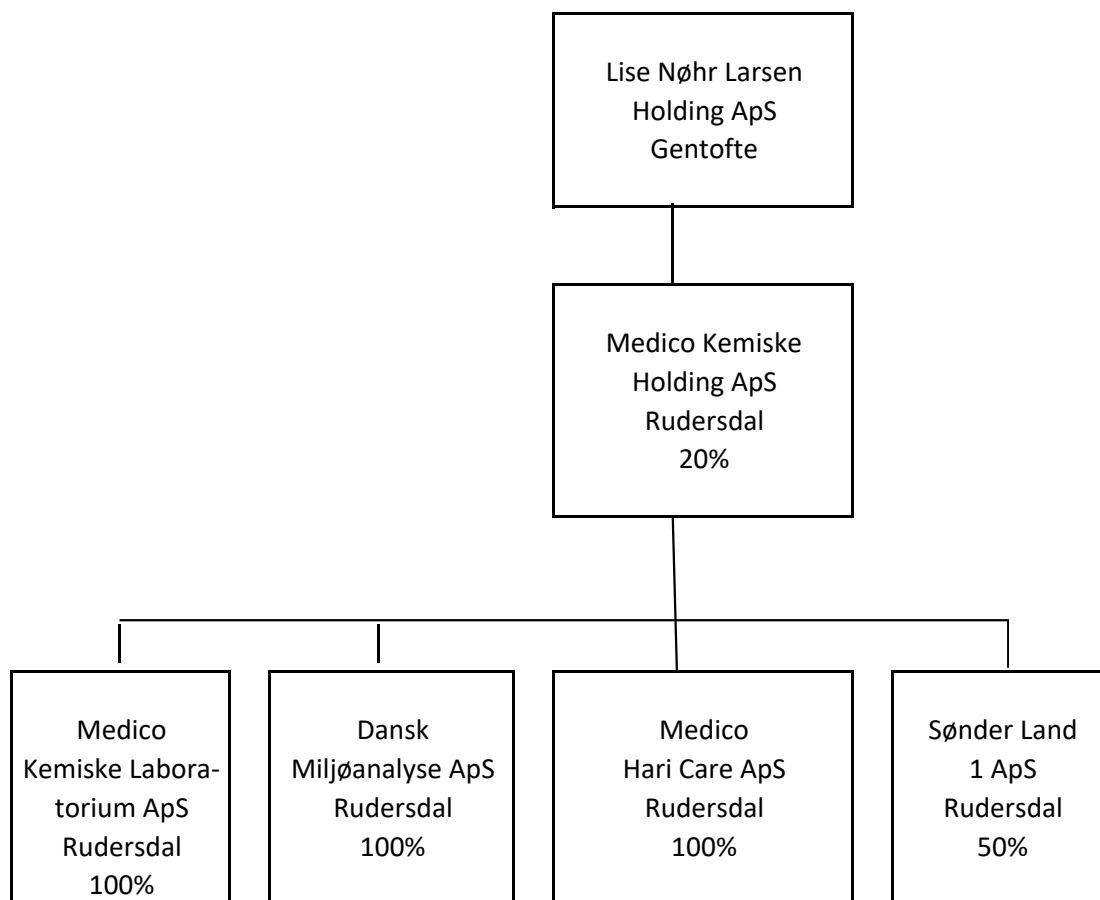 Lise Nøhr Larsen
Holding ApS
Gentofte
Medico Kemiske
Holding ApS
Rudersdal
20%
Medico
Kemiske Labora-
torium ApS
Rudersdal
100%
Dansk
Miljøanalyse ApS
Rudersdal
100%
Medico
Hari Care ApS
Rudersdal
100%
Sønder Land
1 ApS
Rudersdal
50%